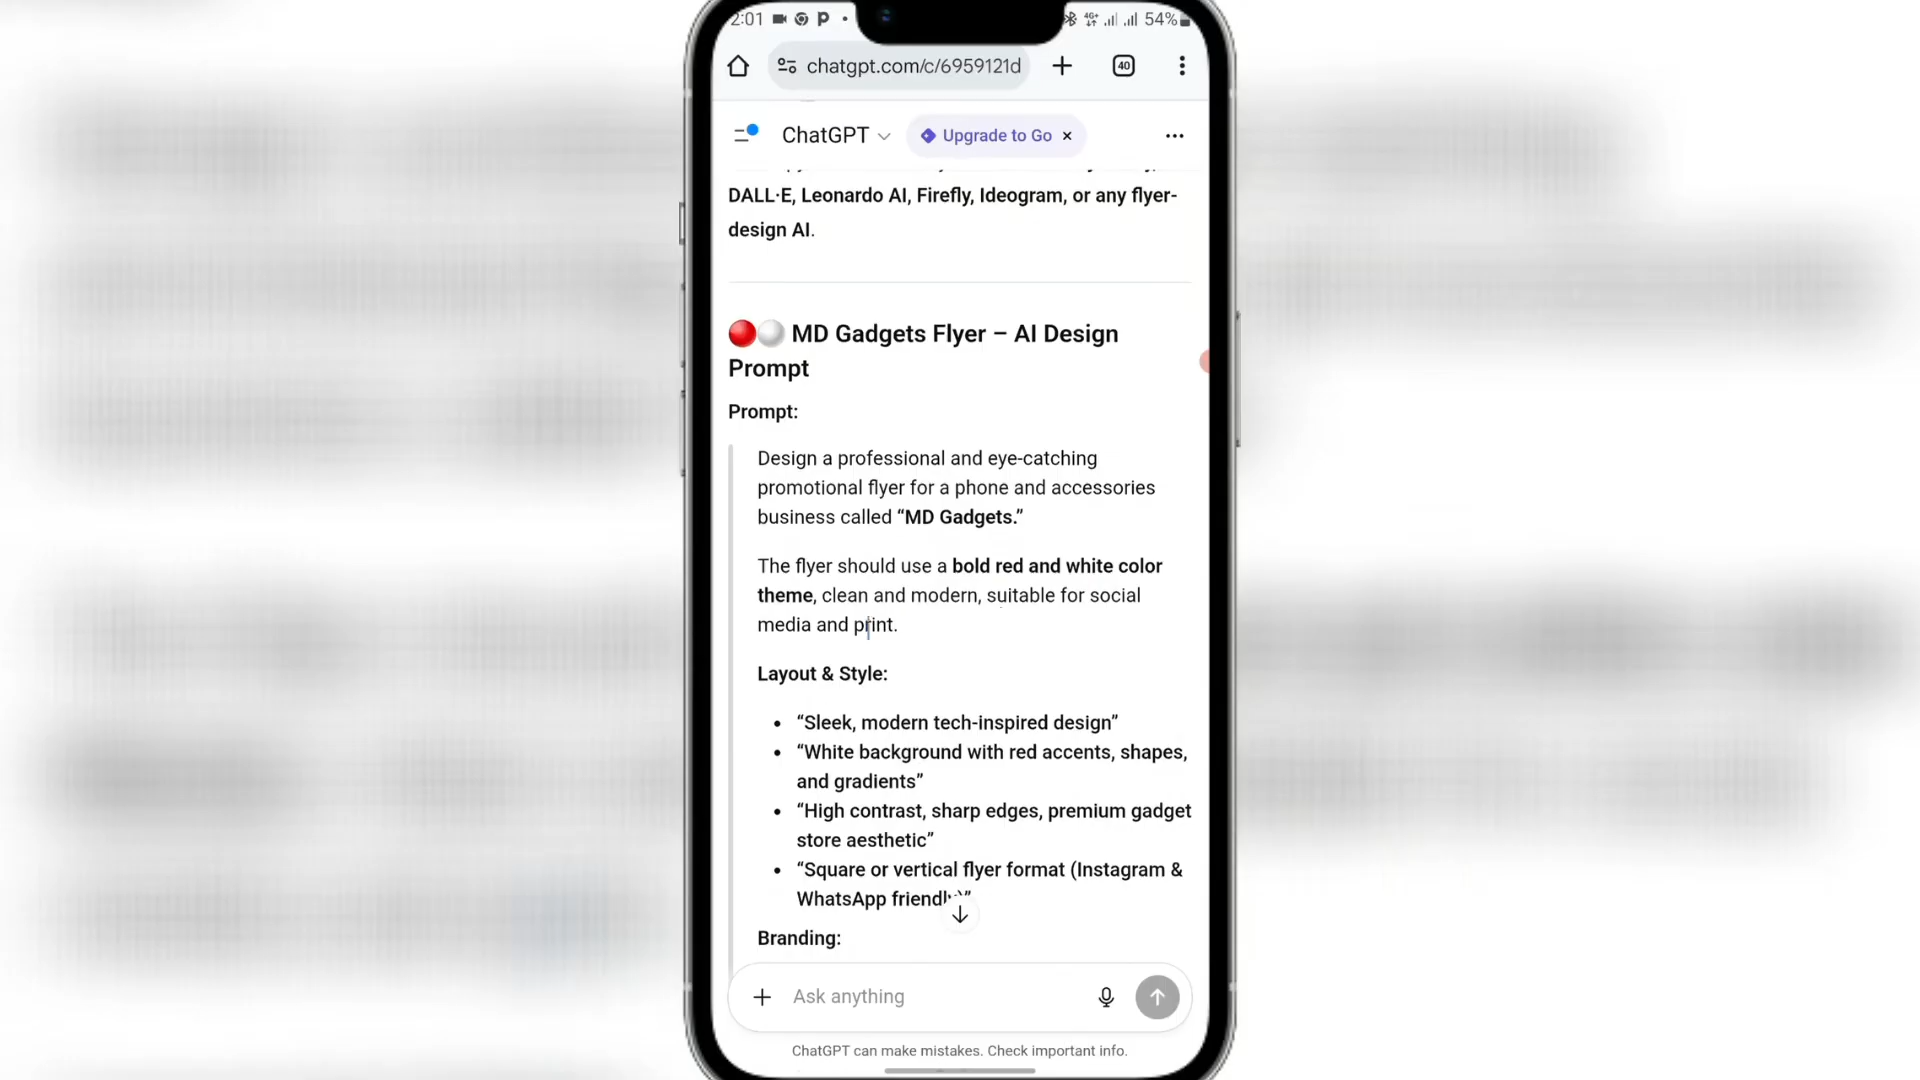 2:01 54%
chatgpt.com/c/6959121d 40
ChatGPT Upgrade to Go ×
DALL·E, Leonardo AI, Firefly, Ideogram, or any flyer-
design AI.
MD Gadgets Flyer – AI Design
Prompt
Prompt:
Design a professional and eye-catching
promotional flyer for a phone and accessories
business called “MD Gadgets.”
The flyer should use a bold red and white color
theme, clean and modern, suitable for social
media and print.
Layout & Style:
• “Sleek, modern tech-inspired design”
• “White background with red accents, shapes,
and gradients”
• “High contrast, sharp edges, premium gadget
store aesthetic”
• “Square or vertical flyer format (Instagram &
WhatsApp friendly)”
Branding:
Ask anything
ChatGPT can make mistakes. Check important info.